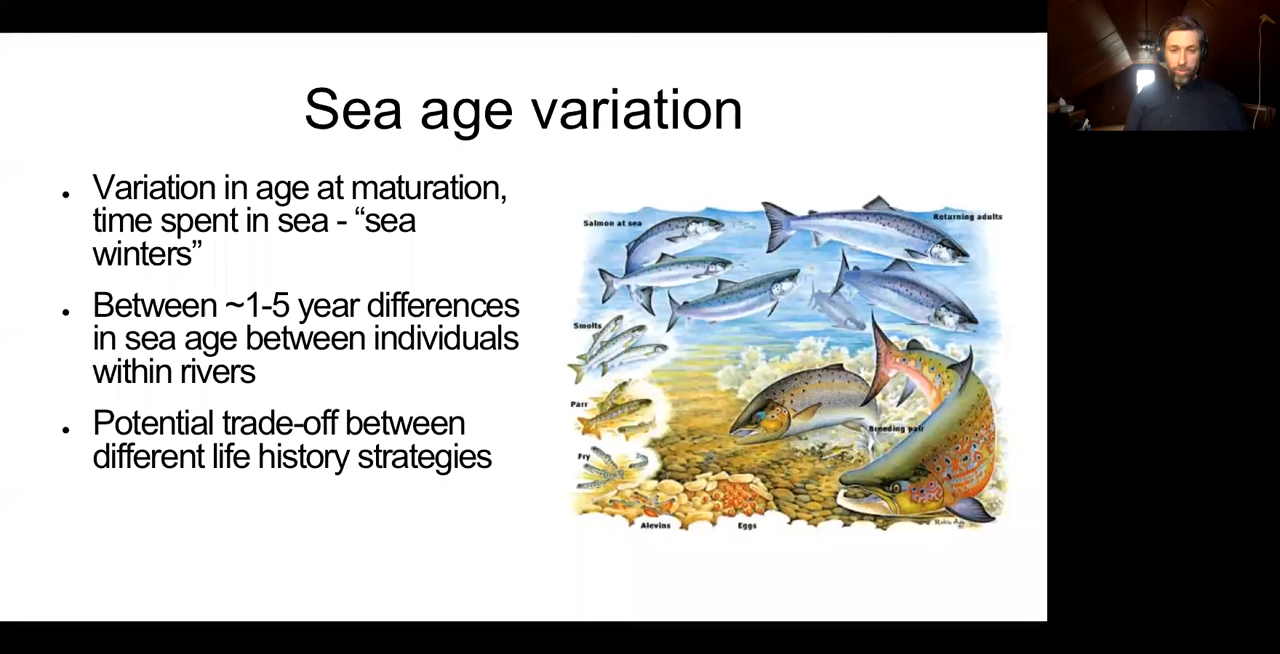 Sea age variation
• Variation in age at maturation,
time spent in sea - “sea
winters”
• Between ~1-5 year differences
in sea age between individuals
within rivers
• Potential trade-off between
different life history strategies
Salmon at sea
Returning adults
Smolts
Parr
Breeding pair
Fry
Alevins
Eggs